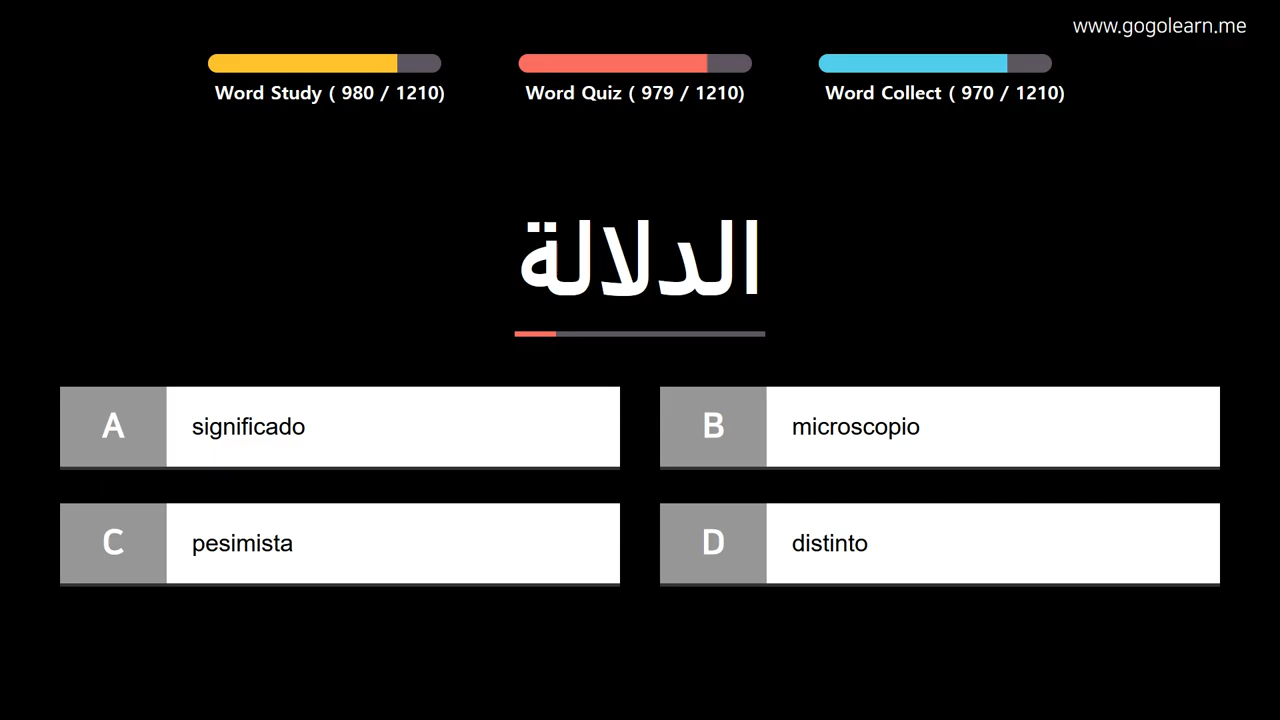 www.gogolearn.me
Word Study ( 980 / 1210)
Word Quiz ( 979 / 1210)
Word Collect ( 970 / 1210)
الدلالة
A significado
B microscopio
C pesimista
D distinto